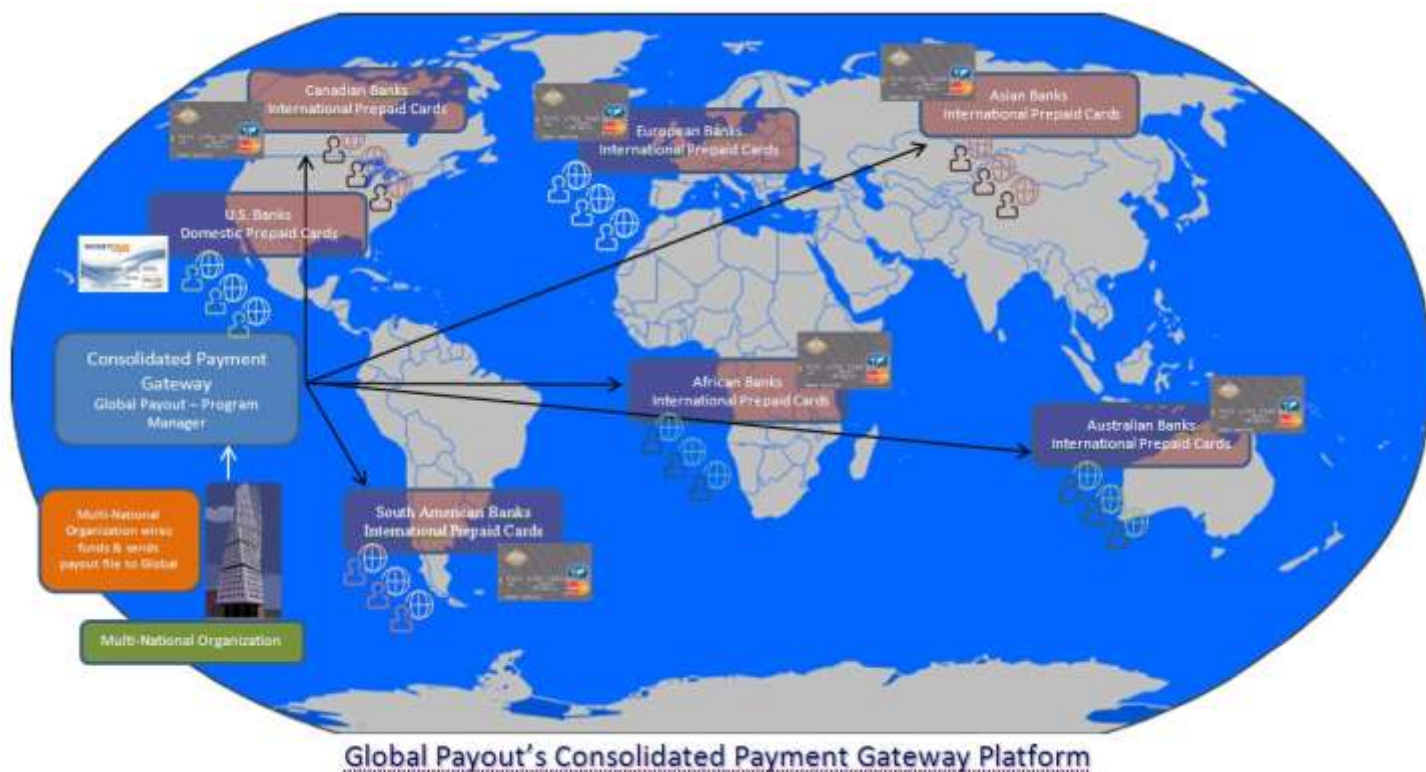 Canadian Banks
International Prepaid Cards
Asian Banks
International Prepaid Cards
European Banks
International Prepaid Cards
U.S. Banks
Domestic Prepaid Cards
Consolidated Payment
Gateway
Global Payout – Program
Manager
African Banks
International Prepaid Cards
Australian Banks
International Prepaid Cards
Multi-National
Organization wires
funds & sends
payout file to Global
South American Banks
International Prepaid Cards
Multi-National Organization
Global Payout's Consolidated Payment Gateway Platform